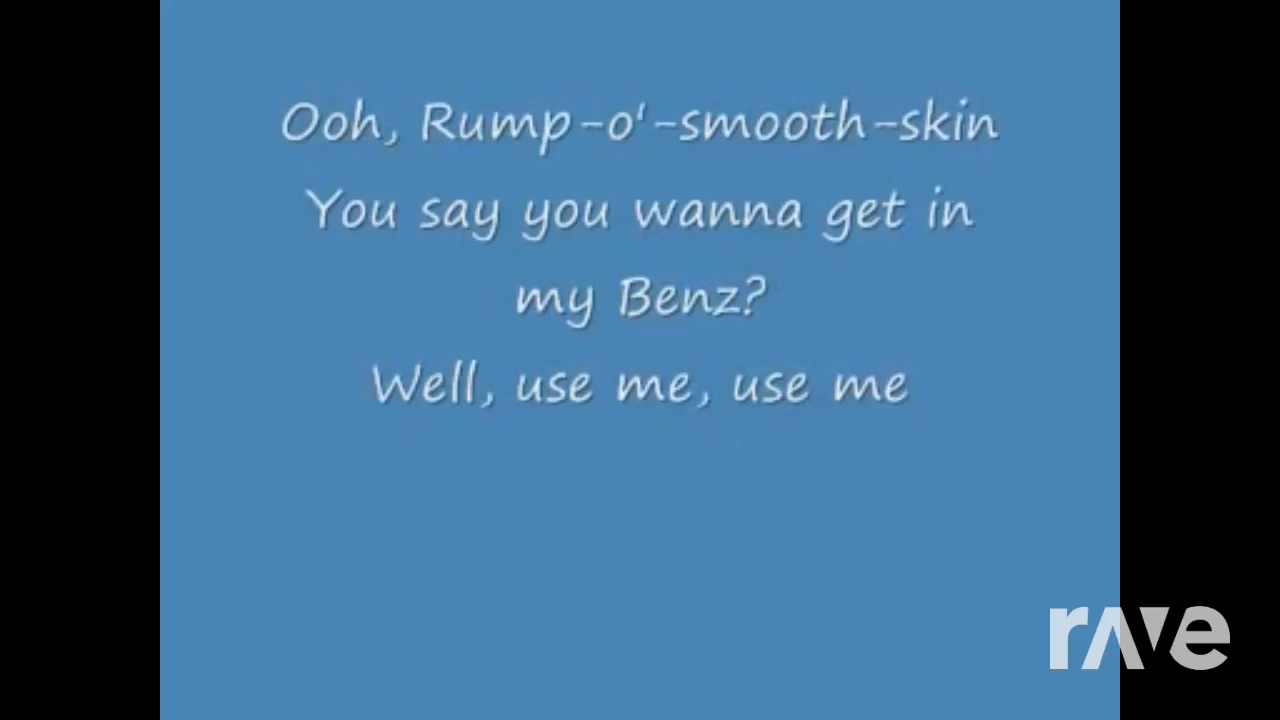 Ooh, Rump-o'-smooth-skin
You say you wanna get in
my Benz?
Well, use me, use me
rave